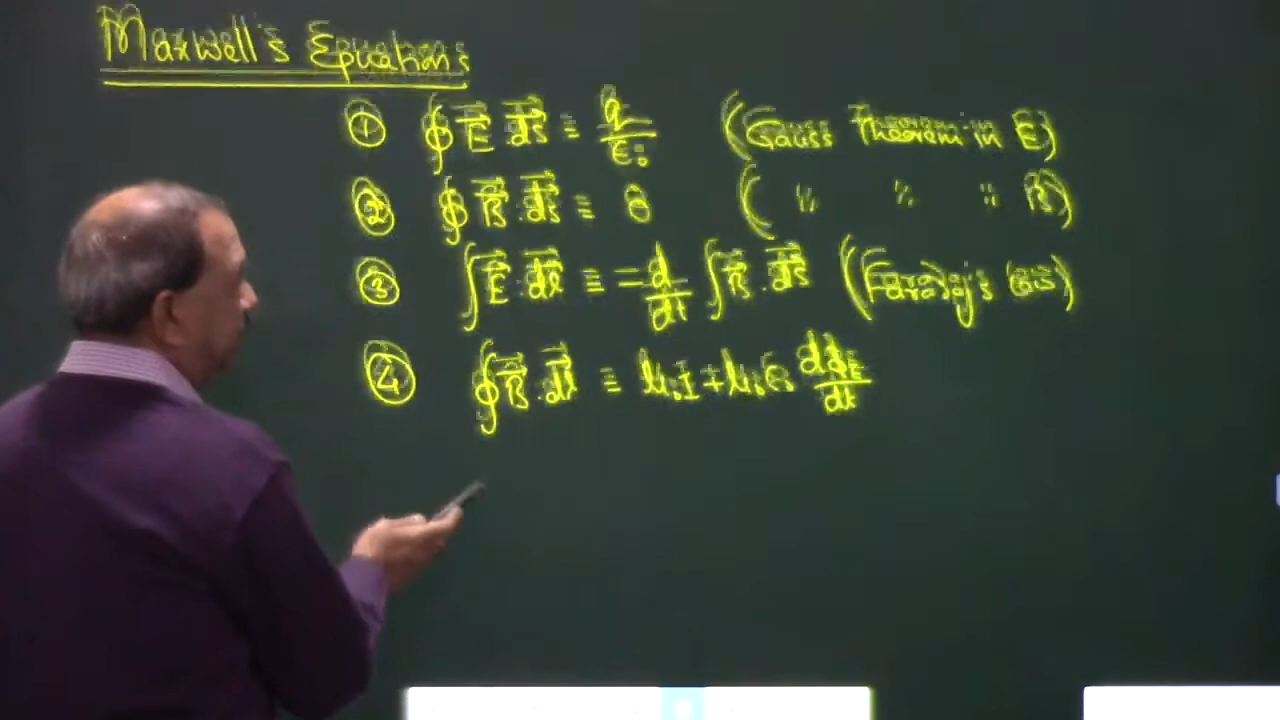 Maxwell's Equations
① ∮ E⃗ . ds⃗ = q/ε₀ (Gauss Theorem in E)
② ∮ B⃗ . ds⃗ = 0 ( " " " B)
③ ∫ E⃗ . dl⃗ = - d/dt ∫ B⃗ . ds⃗ (Faraday's law)
④ ∮ B⃗ . dl⃗ = μ₀I + μ₀ε₀ dϕ_E/dt